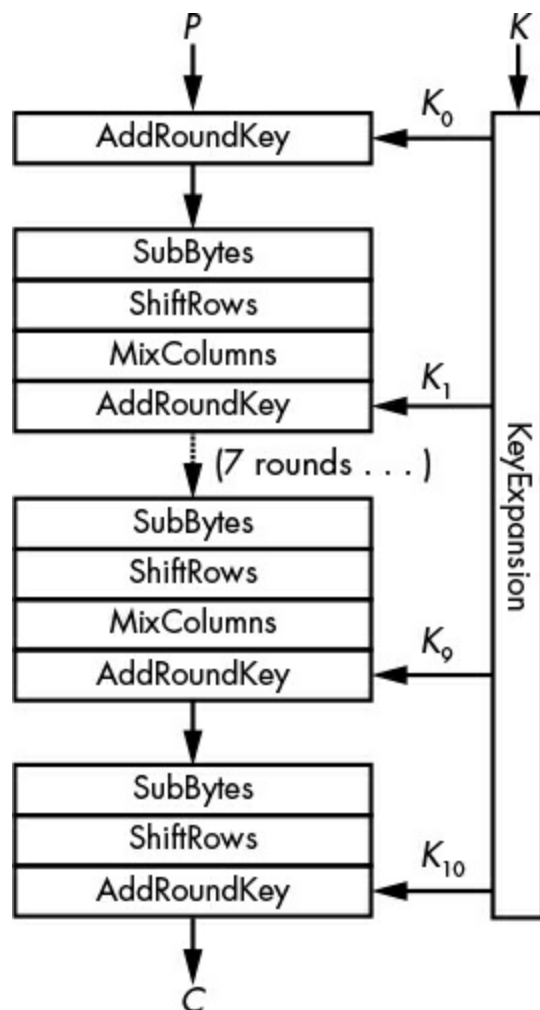 P
K
AddRoundKey
K₀
SubBytes
ShiftRows
MixColumns
AddRoundKey
K₁
(7 rounds . . . )
KeyExpansion
SubBytes
ShiftRows
MixColumns
AddRoundKey
K₉
SubBytes
ShiftRows
AddRoundKey
K₁₀
C